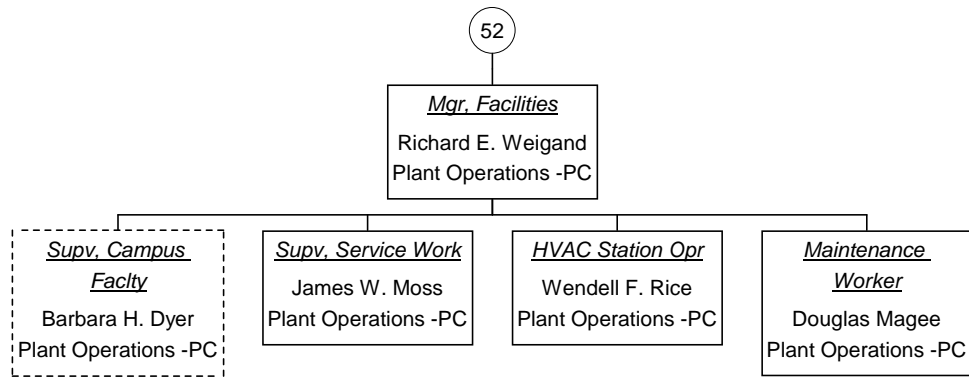 52
Mgr, Facilities
Richard E. Weigand
Plant Operations -PC
Supv, Campus
Faclty
Barbara H. Dyer
Plant Operations -PC
Supv, Service Work
James W. Moss
Plant Operations -PC
HVAC Station Opr
Wendell F. Rice
Plant Operations -PC
Maintenance
Worker
Douglas Magee
Plant Operations -PC